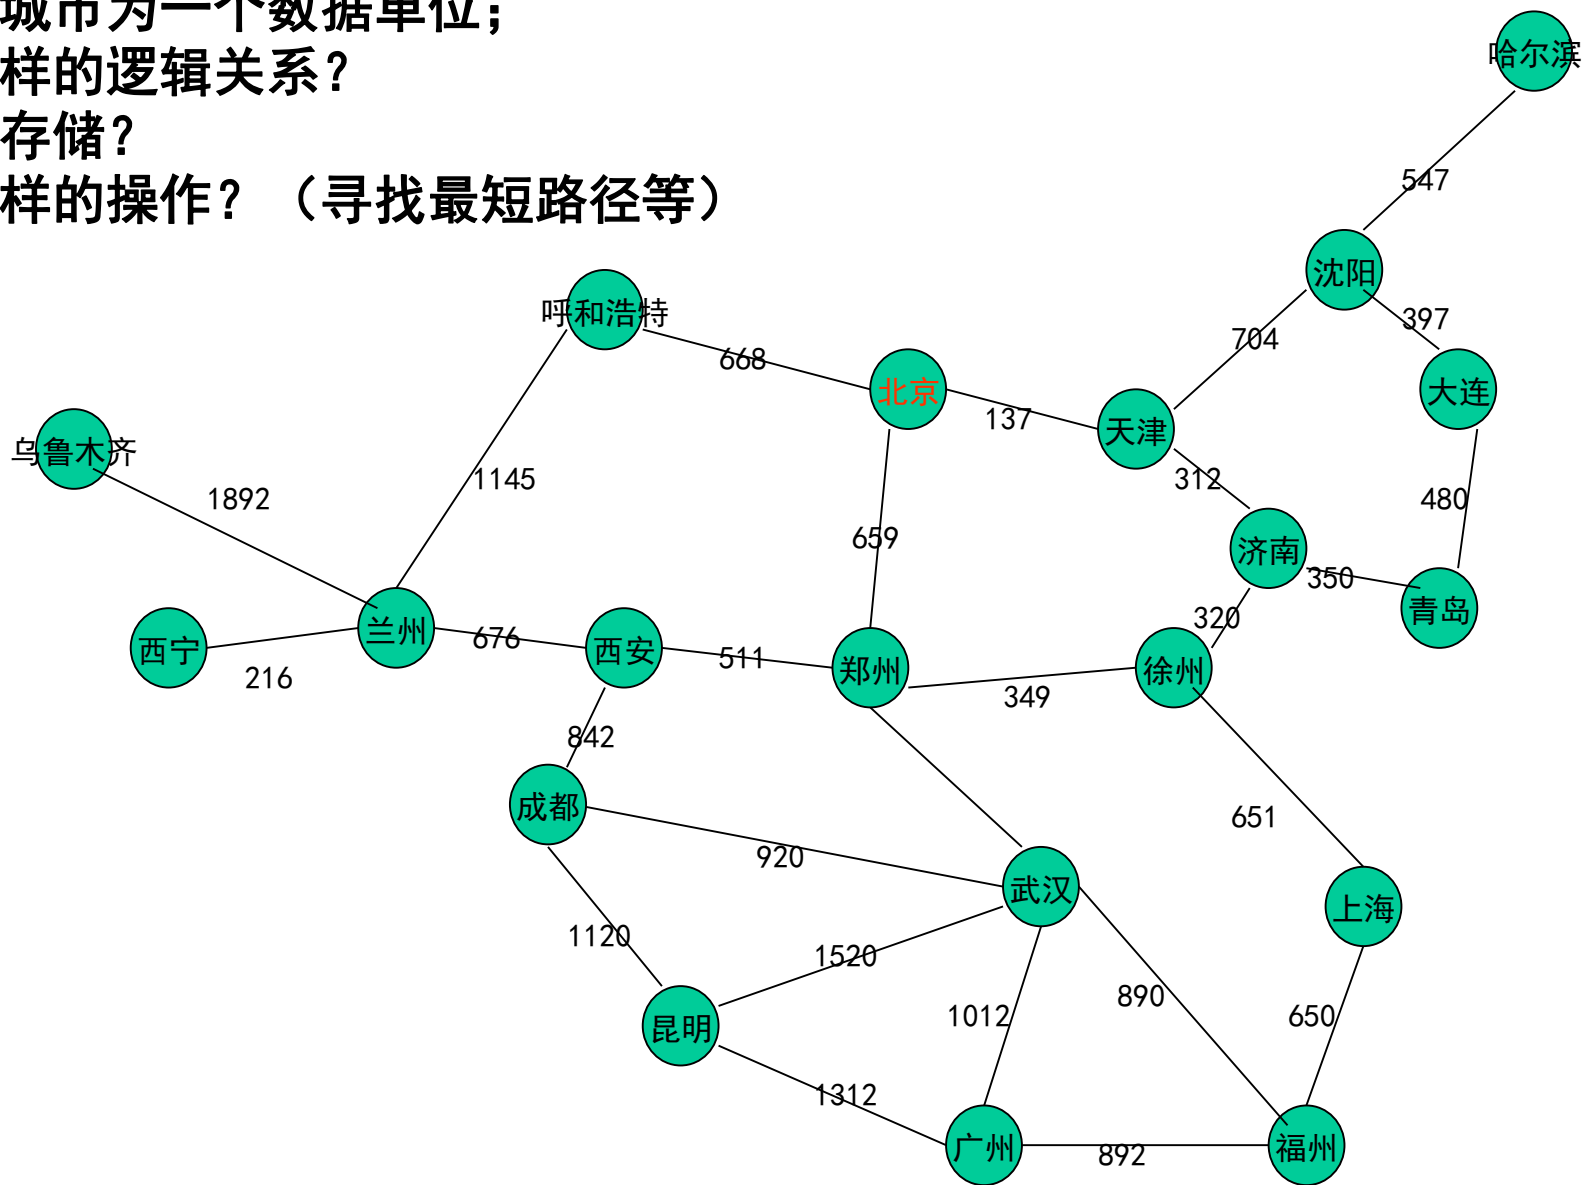 城市为一个数据单位；
样的逻辑关系？
存储？
样的操作？（寻找最短路径等）
哈尔滨
547
沈阳
呼和浩特
397
704
668
北京
大连
137
天津
乌鲁木齐
312
1145
1892
480
659
济南
350
青岛
320
兰州
676
西宁
西安
511
郑州
徐州
216
349
842
成都
651
920
武汉
上海
1120
1520
890
1012
650
昆明
1312
广州
892
福州